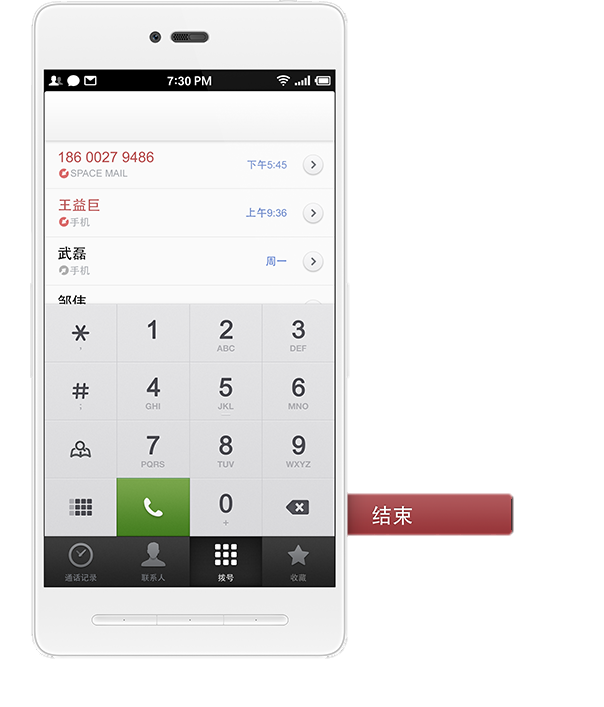 7:30 PM
186 0027 9486
SPACE MAIL
下午5:45
王益巨
手机
上午9:36
武磊
手机
周一
邹伟
* 1 2 3
, ABC DEF
# 4 5 6
; GHI JKL MNO
7 8 9
PQRS TUV WXYZ
0
+
结束
通话记录 联系人 拨号 收藏